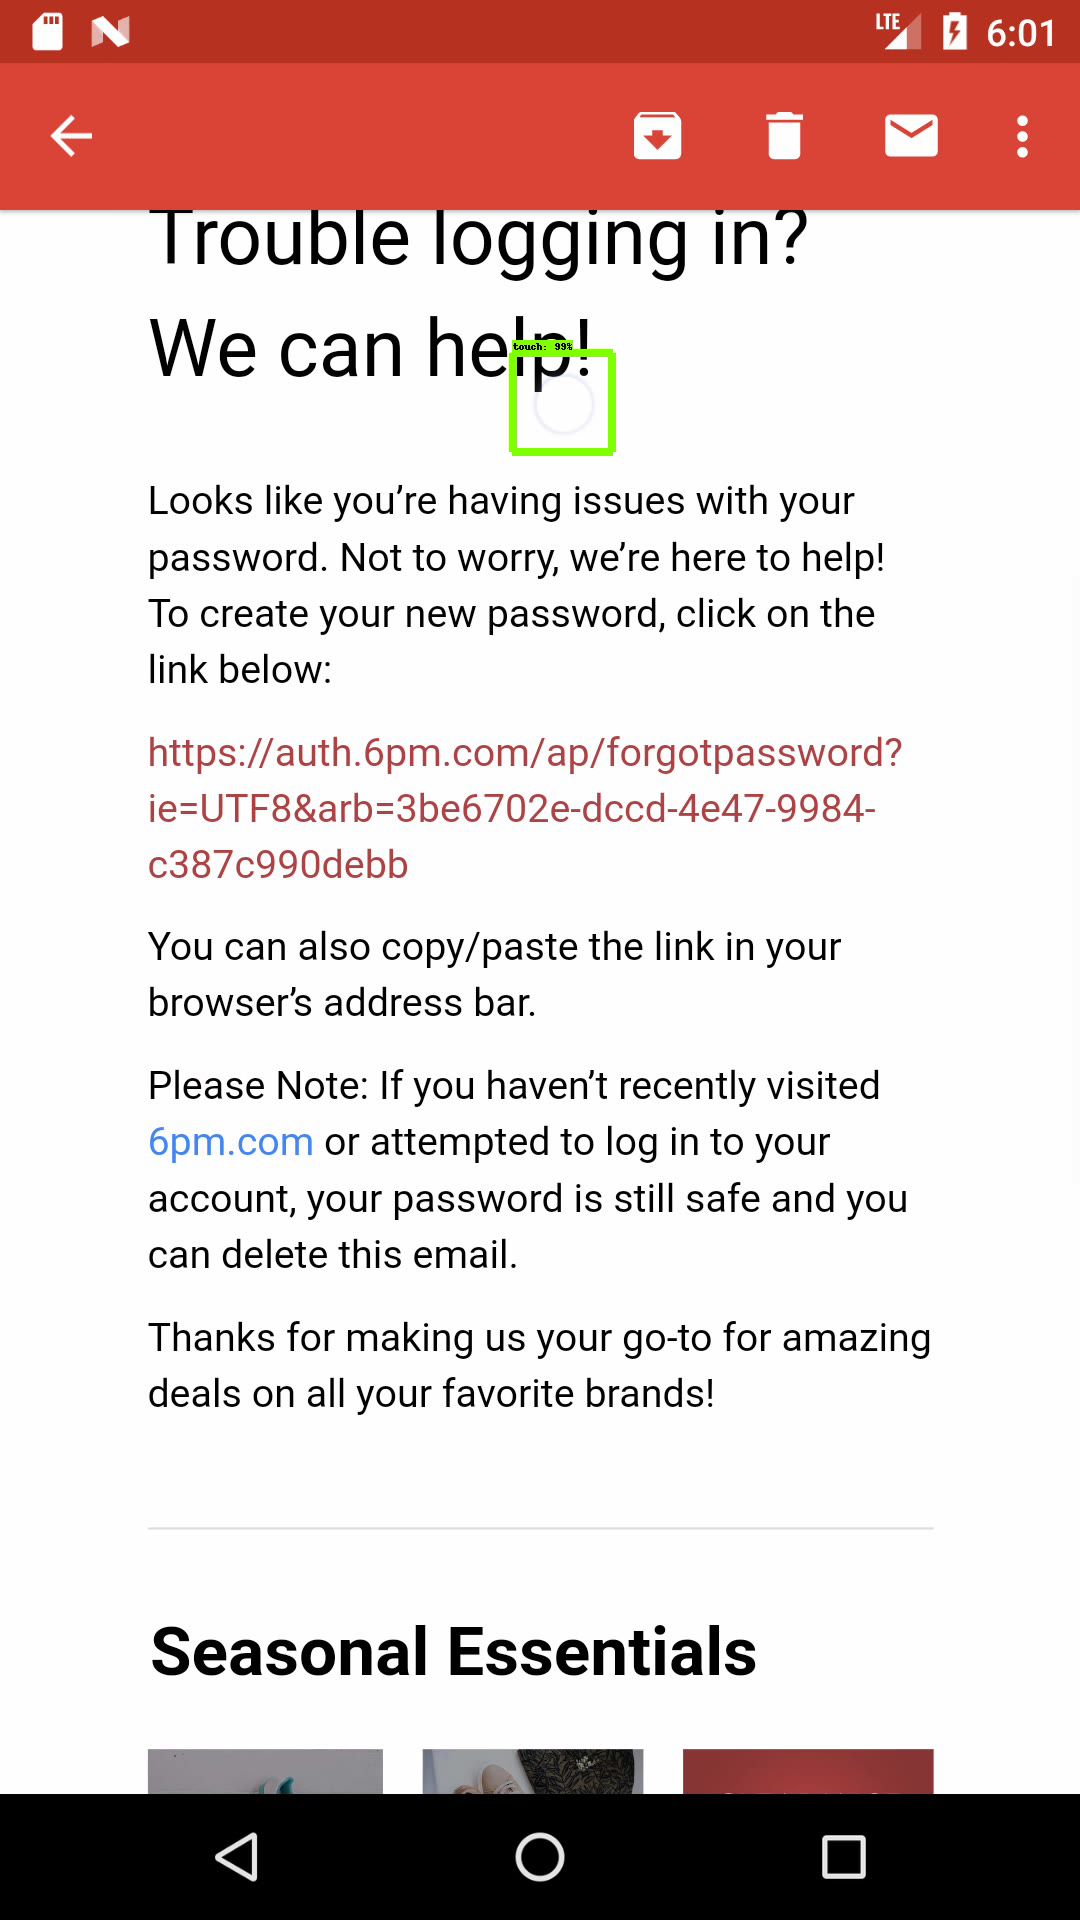 LTE 6:01
Trouble logging in?
We can help!
touch: 99%
Looks like you’re having issues with your
password. Not to worry, we’re here to help!
To create your new password, click on the
link below:
https://auth.6pm.com/ap/forgotpassword?
ie=UTF8&arb=3be6702e-dccd-4e47-9984-
c387c990debb
You can also copy/paste the link in your
browser’s address bar.
Please Note: If you haven’t recently visited
6pm.com or attempted to log in to your
account, your password is still safe and you
can delete this email.
Thanks for making us your go-to for amazing
deals on all your favorite brands!
Seasonal Essentials